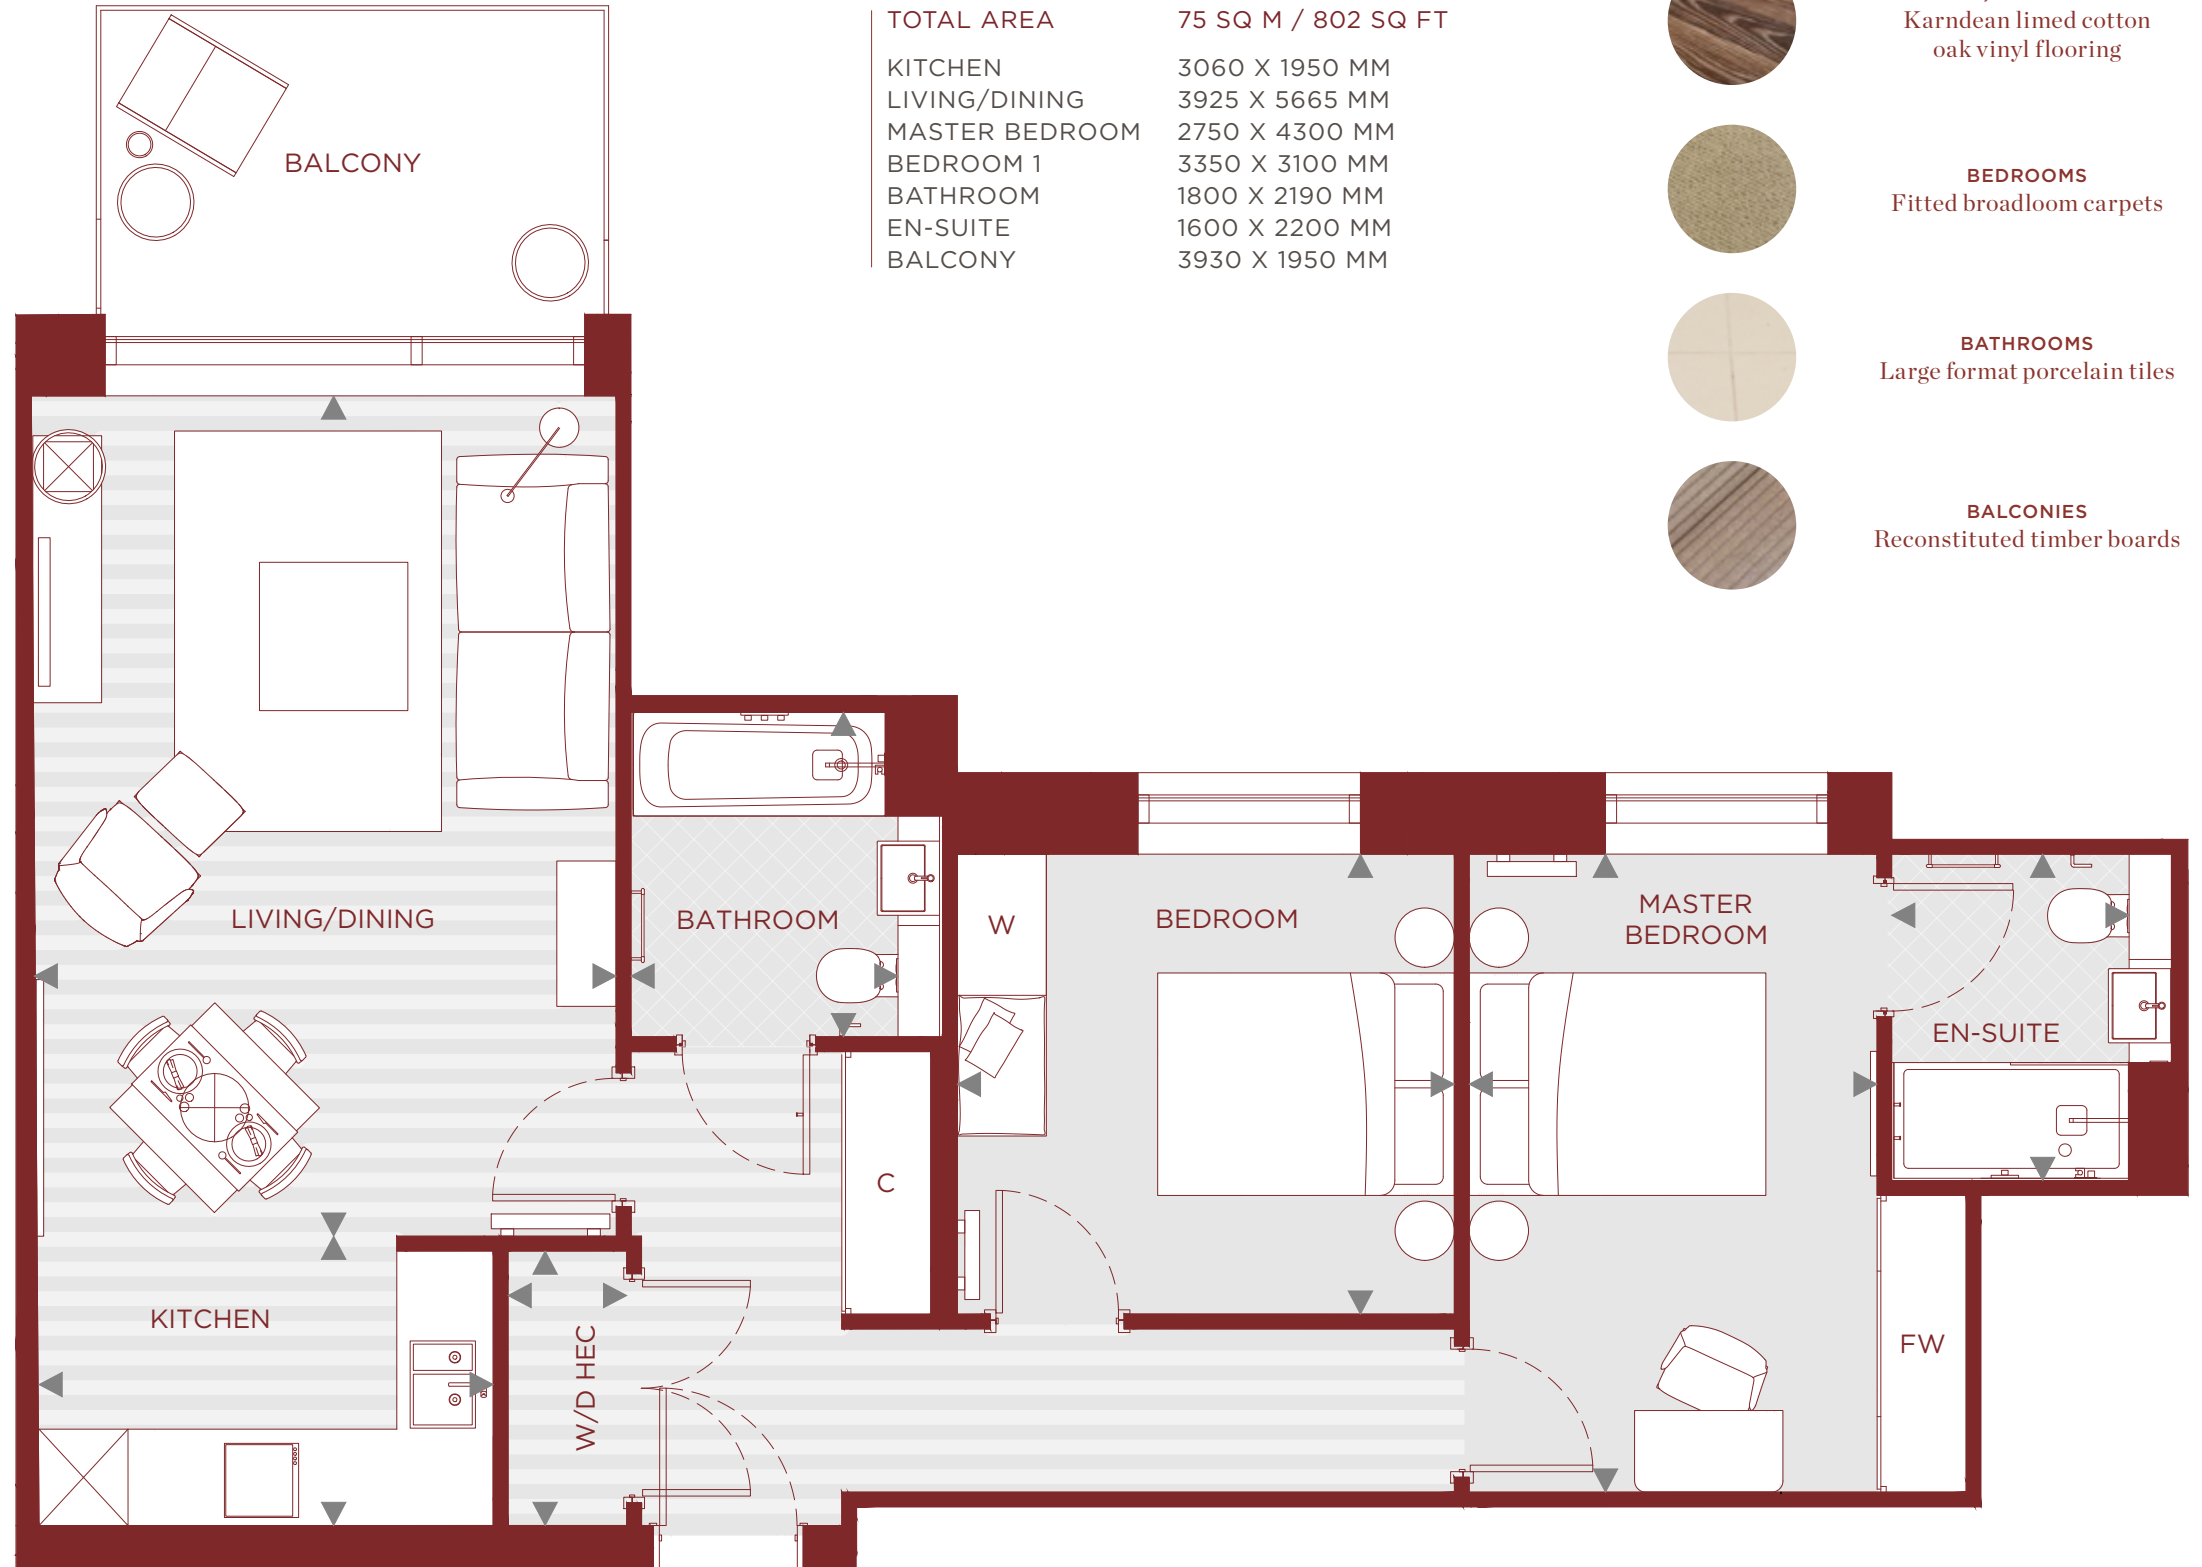 TOTAL AREA 75 SQ M / 802 SQ FT
KITCHEN 3060 X 1950 MM
LIVING/DINING 3925 X 5665 MM
MASTER BEDROOM 2750 X 4300 MM
BEDROOM 1 3350 X 3100 MM
BATHROOM 1800 X 2190 MM
EN-SUITE 1600 X 2200 MM
BALCONY 3930 X 1950 MM
Karndean limed cotton
oak vinyl flooring
BEDROOMS
Fitted broadloom carpets
BATHROOMS
Large format porcelain tiles
BALCONIES
Reconstituted timber boards
BALCONY
LIVING/DINING
BATHROOM
W
BEDROOM
MASTER
BEDROOM
EN-SUITE
C
KITCHEN
W/D HEC
FW